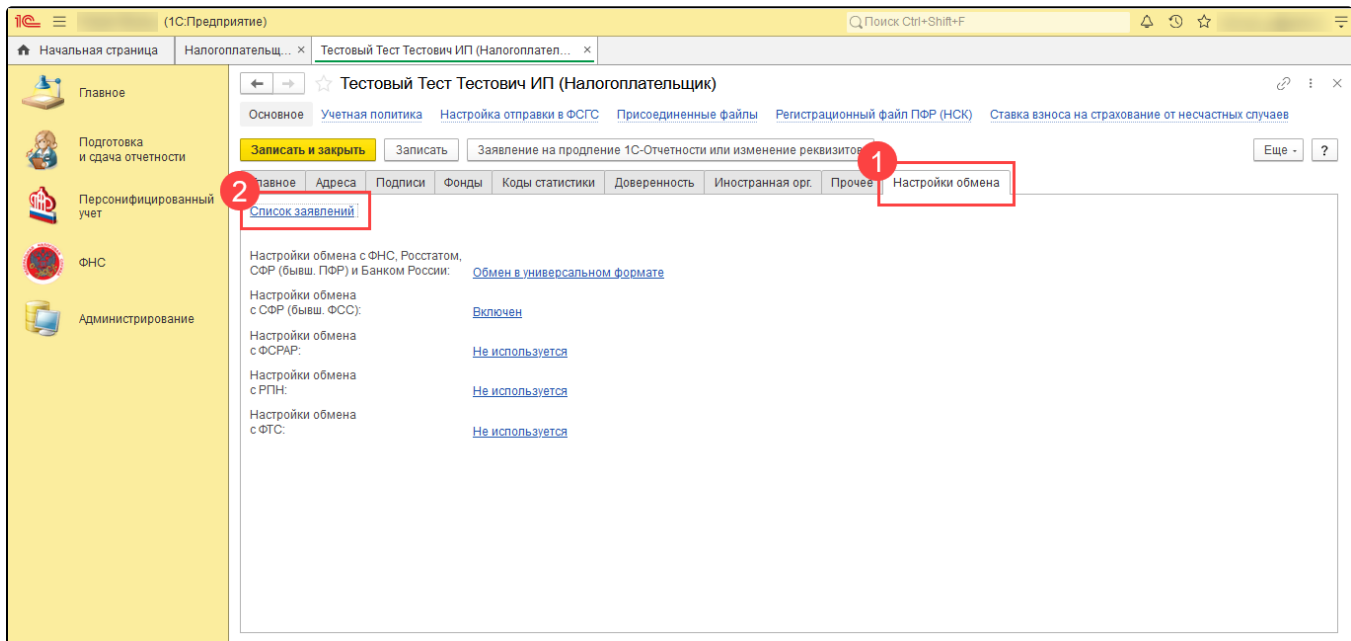 1С (1С:Предприятие) Поиск Ctrl+Shift+F
Начальная страница Налогоплательщ... × Тестовый Тест Тестович ИП (Налогоплател... ×
Главное
Подготовка
и сдача отчетности
Персонифицированный
учет
ФНС
Администрирование
Тестовый Тест Тестович ИП (Налогоплательщик)
Основное Учетная политика Настройка отправки в ФСГС Присоединенные файлы Регистрационный файл ПФР (НСК) Ставка взноса на страхование от несчастных случаев
Записать и закрыть Записать Заявление на продление 1С-Отчетности или изменение реквизитов Еще - ?
1
2
Главное Адреса Подписи Фонды Коды статистики Доверенность Иностранная орг. Прочее Настройки обмена
Список заявлений
Настройки обмена с ФНС, Росстатом,
СФР (бывш. ПФР) и Банком России: Обмен в универсальном формате
Настройки обмена
с СФР (бывш. ФСС): Включен
Настройки обмена
с ФСРАР: Не используется
Настройки обмена
с РПН: Не используется
Настройки обмена
с ФТС: Не используется